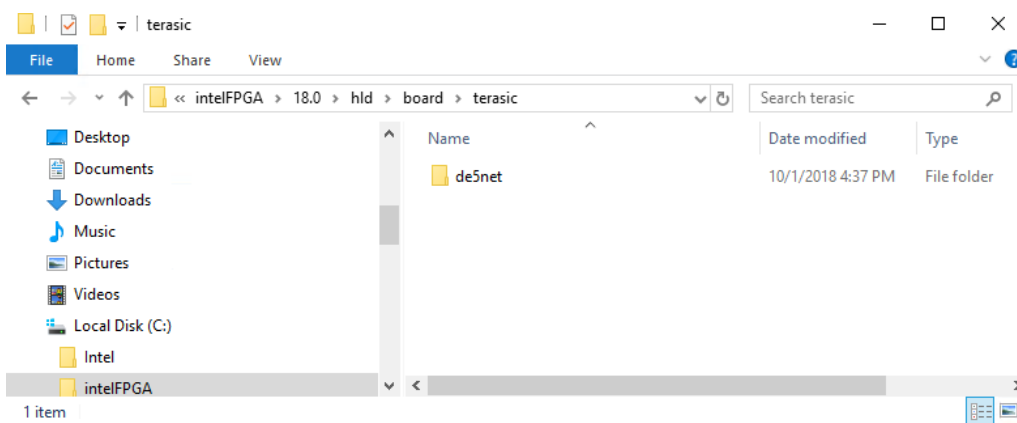 terasic
File Home Share View ?
« intelFPGA > 18.0 > hld > board > terasic Search terasic
Desktop
Documents
Downloads
Music
Pictures
Videos
Local Disk (C:)
Intel
intelFPGA
Name Date modified Type
de5net 10/1/2018 4:37 PM File folder
1 item